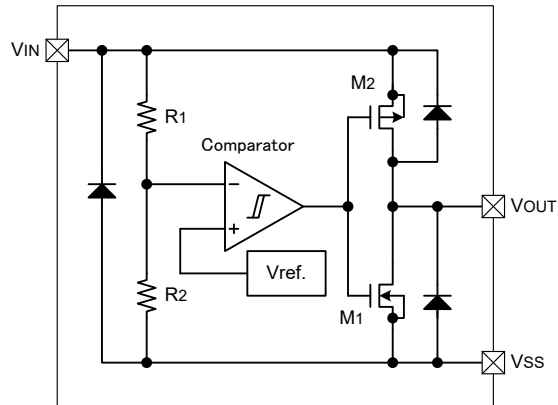 VIN
M2
R1
Comparator
−
+
VOUT
Vref.
R2
M1
VSS